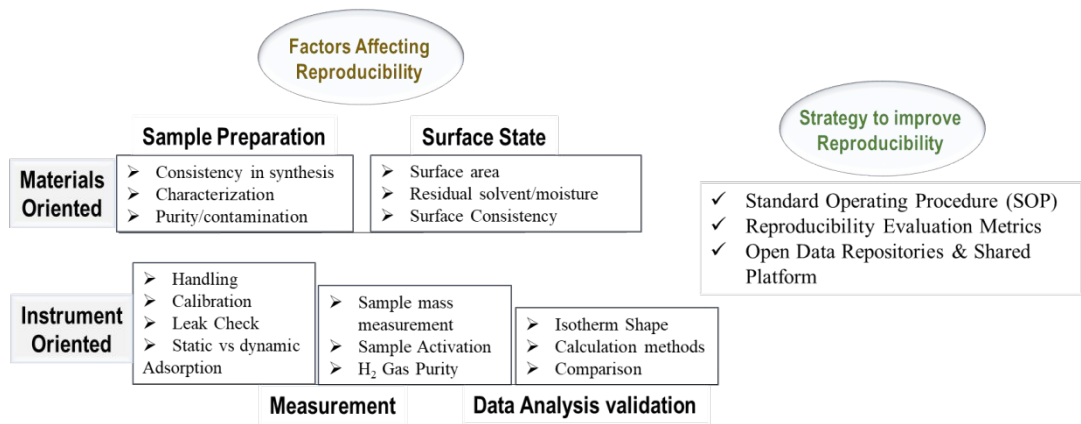 Factors Affecting
Reproducibility
Sample Preparation
Surface State
Materials
Oriented
➢ Consistency in synthesis
➢ Characterization
➢ Purity/contamination
➢ Surface area
➢ Residual solvent/moisture
➢ Surface Consistency
Instrument
Oriented
➢ Handling
➢ Calibration
➢ Leak Check
➢ Static vs dynamic
Adsorption
➢ Sample mass
measurement
➢ Sample Activation
➢ H₂ Gas Purity
➢ Isotherm Shape
➢ Calculation methods
➢ Comparison
Measurement
Data Analysis validation
Strategy to improve
Reproducibility
✓ Standard Operating Procedure (SOP)
✓ Reproducibility Evaluation Metrics
✓ Open Data Repositories & Shared
Platform